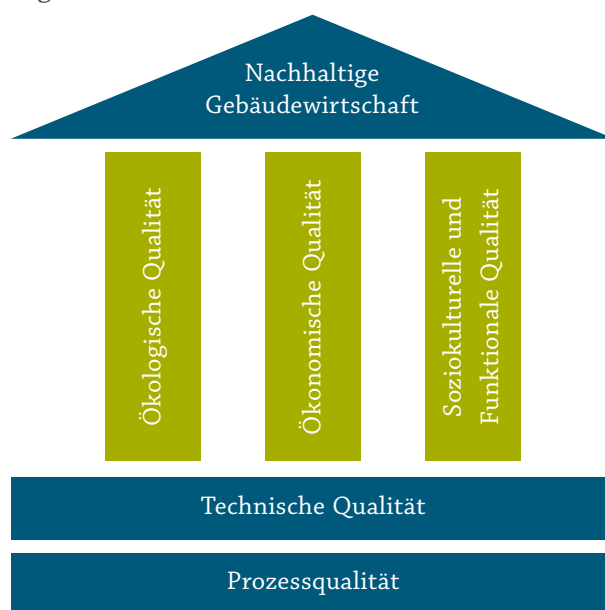 Nachhaltige
Gebäudewirtschaft
Ökologische Qualität
Ökonomische Qualität
Soziokulturelle und
Funktionale Qualität
Technische Qualität
Prozessqualität